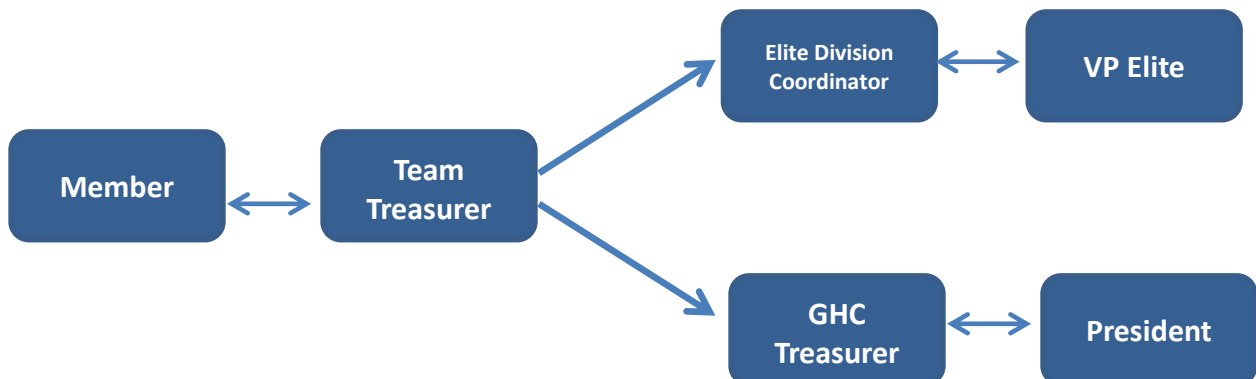 Elite Division
Coordinator
VP Elite
Member
Team
Treasurer
GHC
Treasurer
President